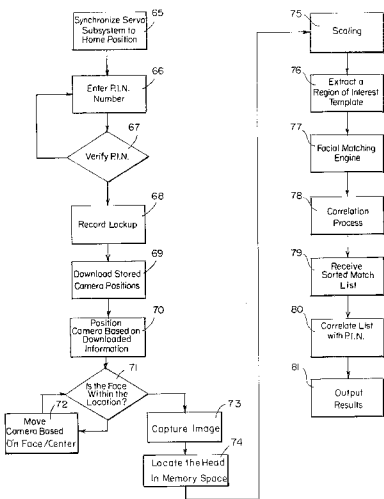 65
Synchronize Servo
Subsystem to
Home Position
66
Enter P.I.N.
Number
67
Verify P.I.N.
68
Record Lockup
69
Download Stored
Camera Positions
70
Position
Camera Based on
Downloaded
Information
71
Is the Face
Within the
Location?
72
Move
Camera Based
On Face/Center
73
Capture Image
74
Locate the Head
In Memory Space
75
Scaling
76
Extract a
Region of Interest
Template
77
Facial Matching
Engine
78
Correlation
Process
79
Receive
Sorted Match
List
80
Correlate List
with P.I.N.
81
Output
Results